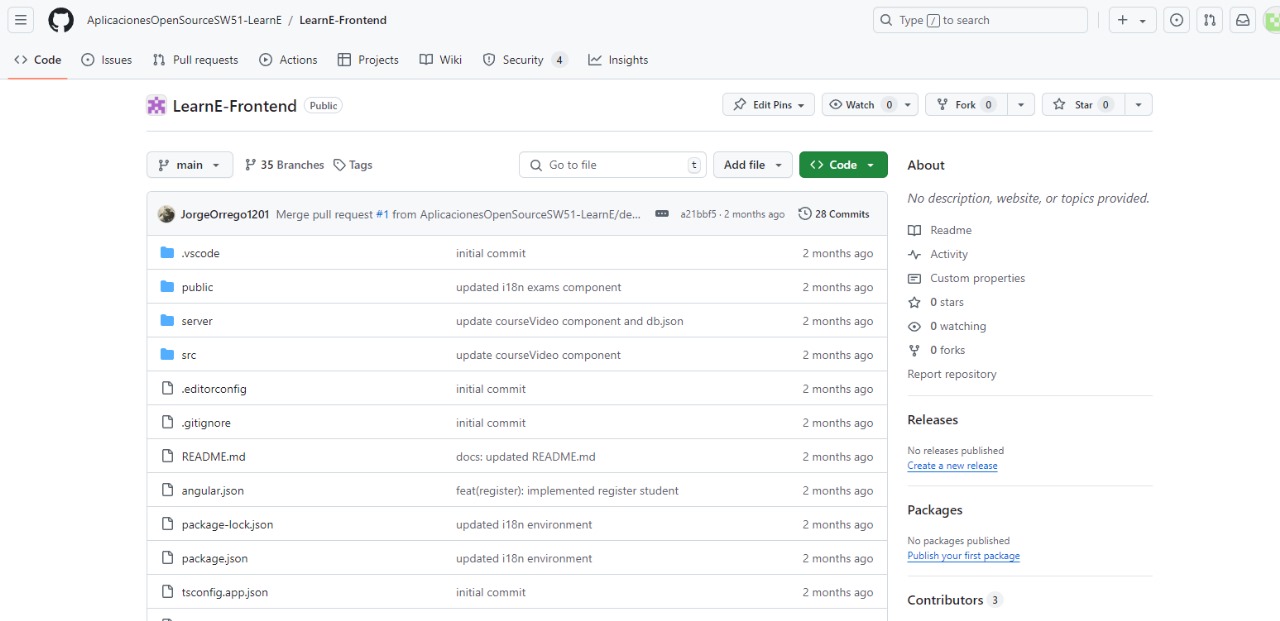 AplicacionesOpenSourceSW51-LearnE / LearnE-Frontend
Type / to search
Code Issues Pull requests Actions Projects Wiki Security 4 Insights
LearnE-Frontend Public
Edit Pins Watch 0 Fork 0 Star 0
main 35 Branches Tags Go to file t Add file Code
JorgeOrrego1201 Merge pull request #1 from AplicacionesOpenSourceSW51-LearnE/de... a21bbf5 · 2 months ago 28 Commits
.vscode initial commit 2 months ago
public updated i18n exams component 2 months ago
server update courseVideo component and db.json 2 months ago
src update courseVideo component 2 months ago
.editorconfig initial commit 2 months ago
.gitignore initial commit 2 months ago
README.md docs: updated README.md 2 months ago
angular.json feat(register): implemented register student 2 months ago
package-lock.json updated i18n environment 2 months ago
package.json updated i18n environment 2 months ago
tsconfig.app.json initial commit 2 months ago
About
No description, website, or topics provided.
Readme
Activity
Custom properties
0 stars
0 watching
0 forks
Report repository
Releases
No releases published
Create a new release
Packages
No packages published
Publish your first package
Contributors 3